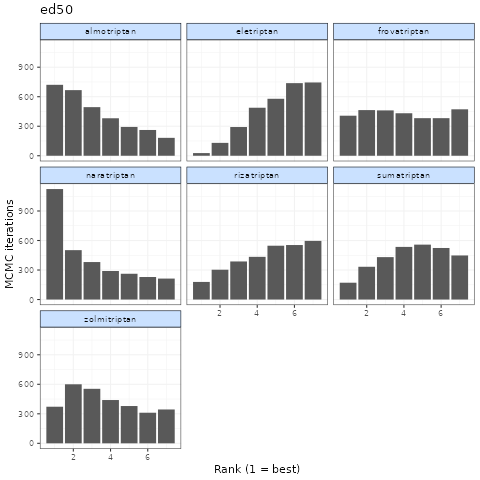 ed50
almotriptan eletriptan frovatriptan
900
600
300
0
naratriptan rizatriptan sumatriptan
900
600
300
0
2 4 6 2 4 6
zolmitriptan
900
600
300
0
2 4 6
MCMC iterations
Rank (1 = best)